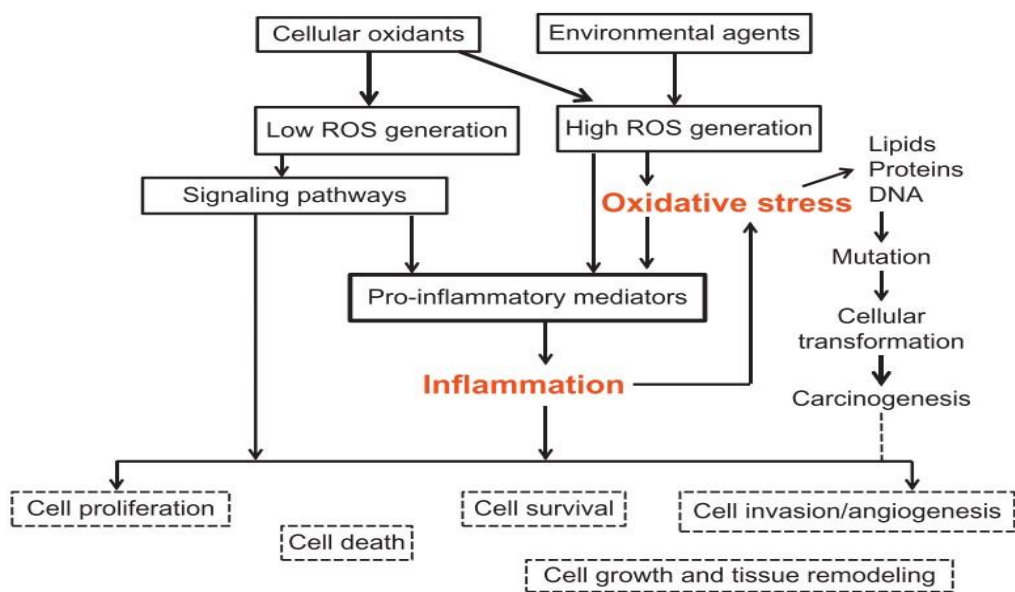 Cellular oxidants
Environmental agents
Low ROS generation
High ROS generation
Lipids
Proteins
DNA
Signaling pathways
Oxidative stress
Mutation
Pro-inflammatory mediators
Cellular
transformation
Inflammation
Carcinogenesis
Cell proliferation
Cell survival
Cell invasion/angiogenesis
Cell death
Cell growth and tissue remodeling